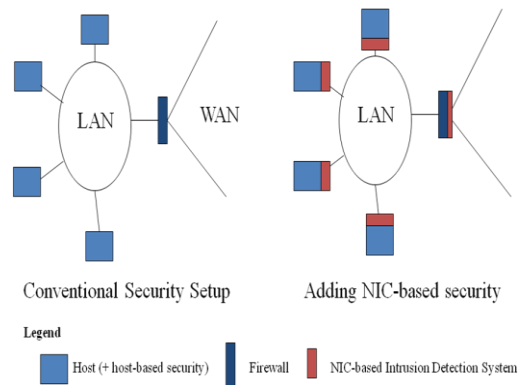 LAN
WAN
LAN
Conventional Security Setup
Adding NIC-based security
Legend
Host (+ host-based security)
Firewall
NIC-based Intrusion Detection System